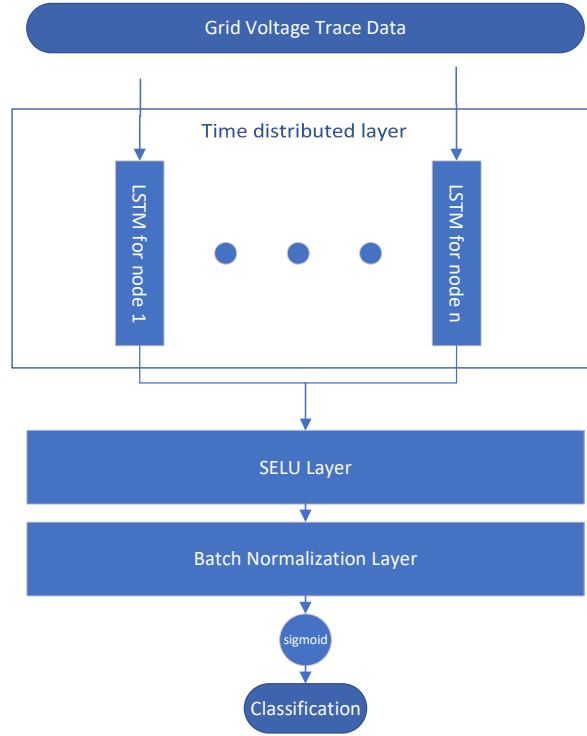 Grid Voltage Trace Data
Time distributed layer
LSTM for node 1
LSTM for node n
SELU Layer
Batch Normalization Layer
sigmoid
Classification